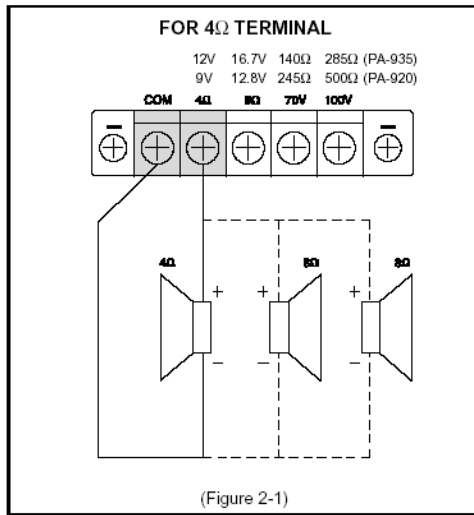 FOR 4Ω TERMINAL
12V 16.7V 140Ω 285Ω (PA-935)
9V 12.8V 245Ω 500Ω (PA-920)
COM 4Ω 8Ω 70V 100V
− −
4Ω 8Ω 8Ω
+ + +
− − −
(Figure 2-1)